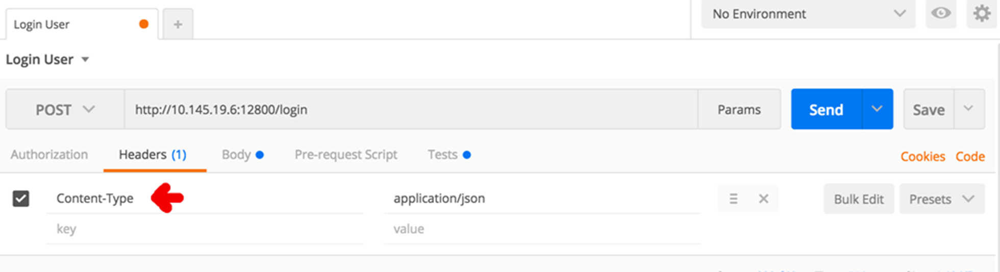 Login User +
No Environment
Login User
POST http://10.145.19.6:12800/login Params Send Save
Authorization Headers (1) Body Pre-request Script Tests Cookies Code
Content-Type application/json Bulk Edit Presets
key value